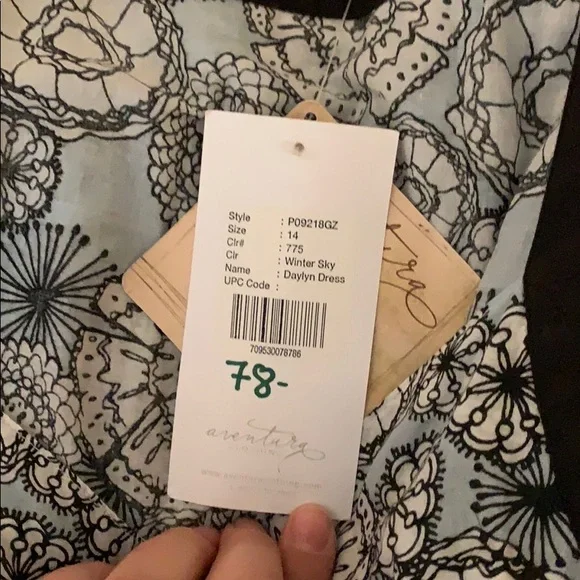 Style : P09218GZ
Size : 14
Clr# : 775
Clr : Winter Sky
Name : Daylyn Dress
UPC Code :
709530078786
78-
aventura